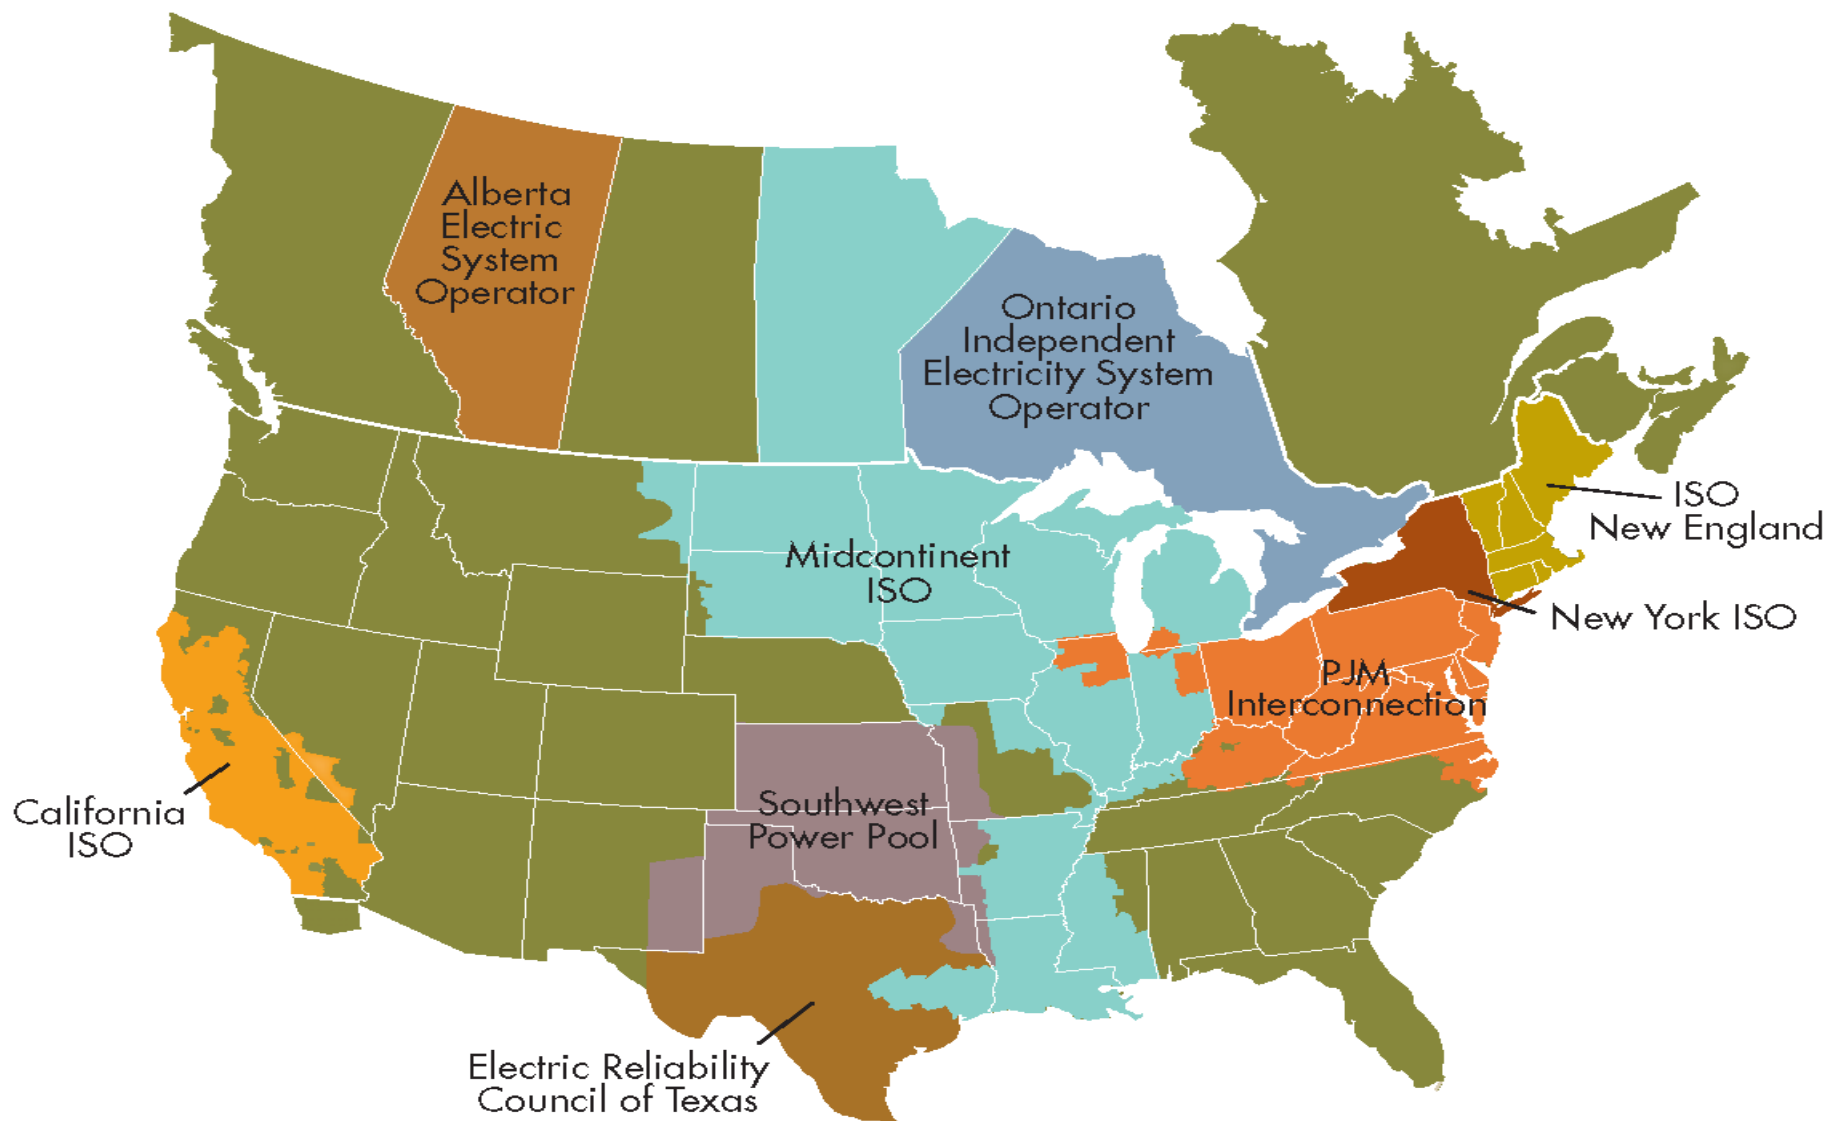 Alberta
Electric
System
Operator
Ontario
Independent
Electricity System
Operator
ISO
New England
Midcontinent
ISO
New York ISO
PJM
Interconnection
Southwest
Power Pool
California
ISO
Electric Reliability
Council of Texas